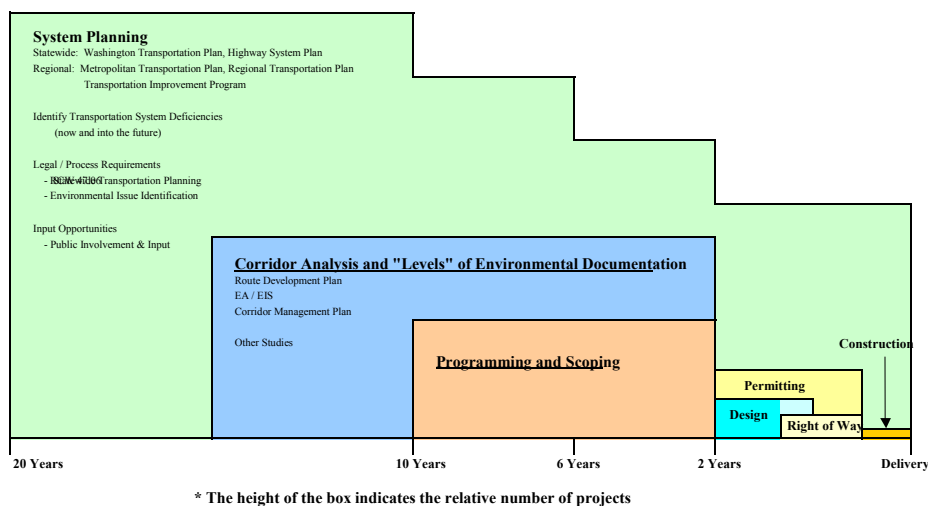 System Planning
Statewide: Washington Transportation Plan, Highway System Plan
Regional: Metropolitan Transportation Plan, Regional Transportation Plan
Transportation Improvement Program
Identify Transportation System Deficiencies
(now and into the future)
Legal / Process Requirements
- Transportation Planning
- Environmental Issue Identification
Input Opportunities
- Public Involvement & Input
Corridor Analysis and "Levels" of Environmental Documentation
Route Development Plan
EA / EIS
Corridor Management Plan
Other Studies
Programming and Scoping
Construction
Permitting
Design
Right of Way
20 Years
10 Years
6 Years
2 Years
Delivery
* The height of the box indicates the relative number of projects